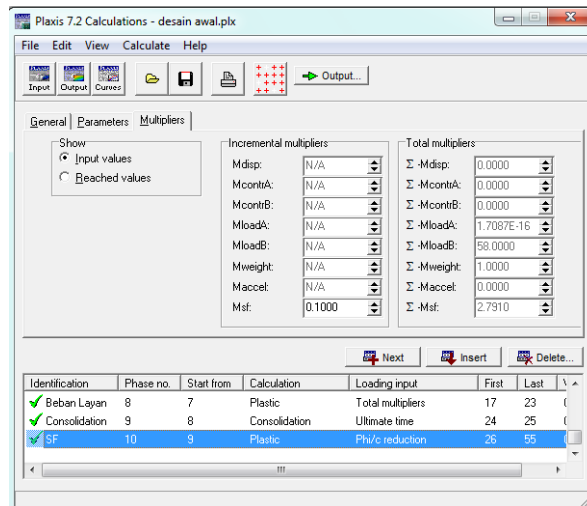 Plaxis 7.2 Calculations - desain awal.plx
File Edit View Calculate Help
Input Output Curves Output...
General Parameters Multipliers
Show
Input values
Reached values
Incremental multipliers
Mdisp: N/A
McontrA: N/A
McontrB: N/A
MloadA: N/A
MloadB: N/A
Mweight: N/A
Maccel: N/A
Msf: 0.1000
Total multipliers
Σ -Mdisp: 0.0000
Σ -McontrA: 0.0000
Σ -McontrB: 0.0000
Σ -MloadA: 1.7087E-16
Σ -MloadB: 58.0000
Σ -Mweight: 1.0000
Σ -Maccel: 0.0000
Σ -Msf: 2.7910
Next Insert Delete...
Identification Phase no. Start from Calculation Loading input First Last
Beban Layan 8 7 Plastic Total multipliers 17 23
Consolidation 9 8 Consolidation Ultimate time 24 25
SF 10 9 Plastic Phi/c reduction 26 55